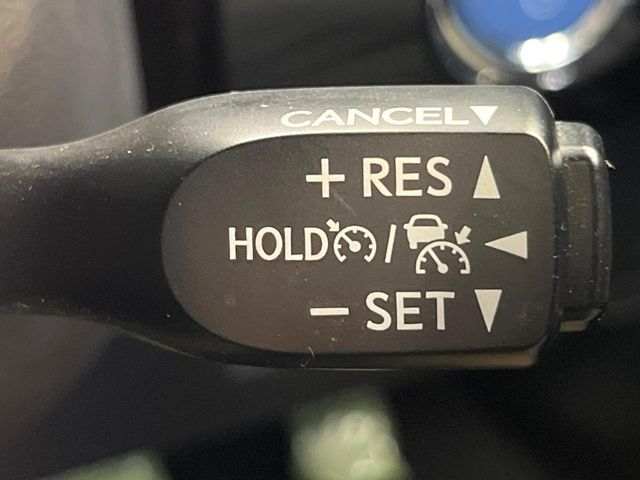 CANCEL▼
+ RES ▲
HOLD / ◀
− SET ▼